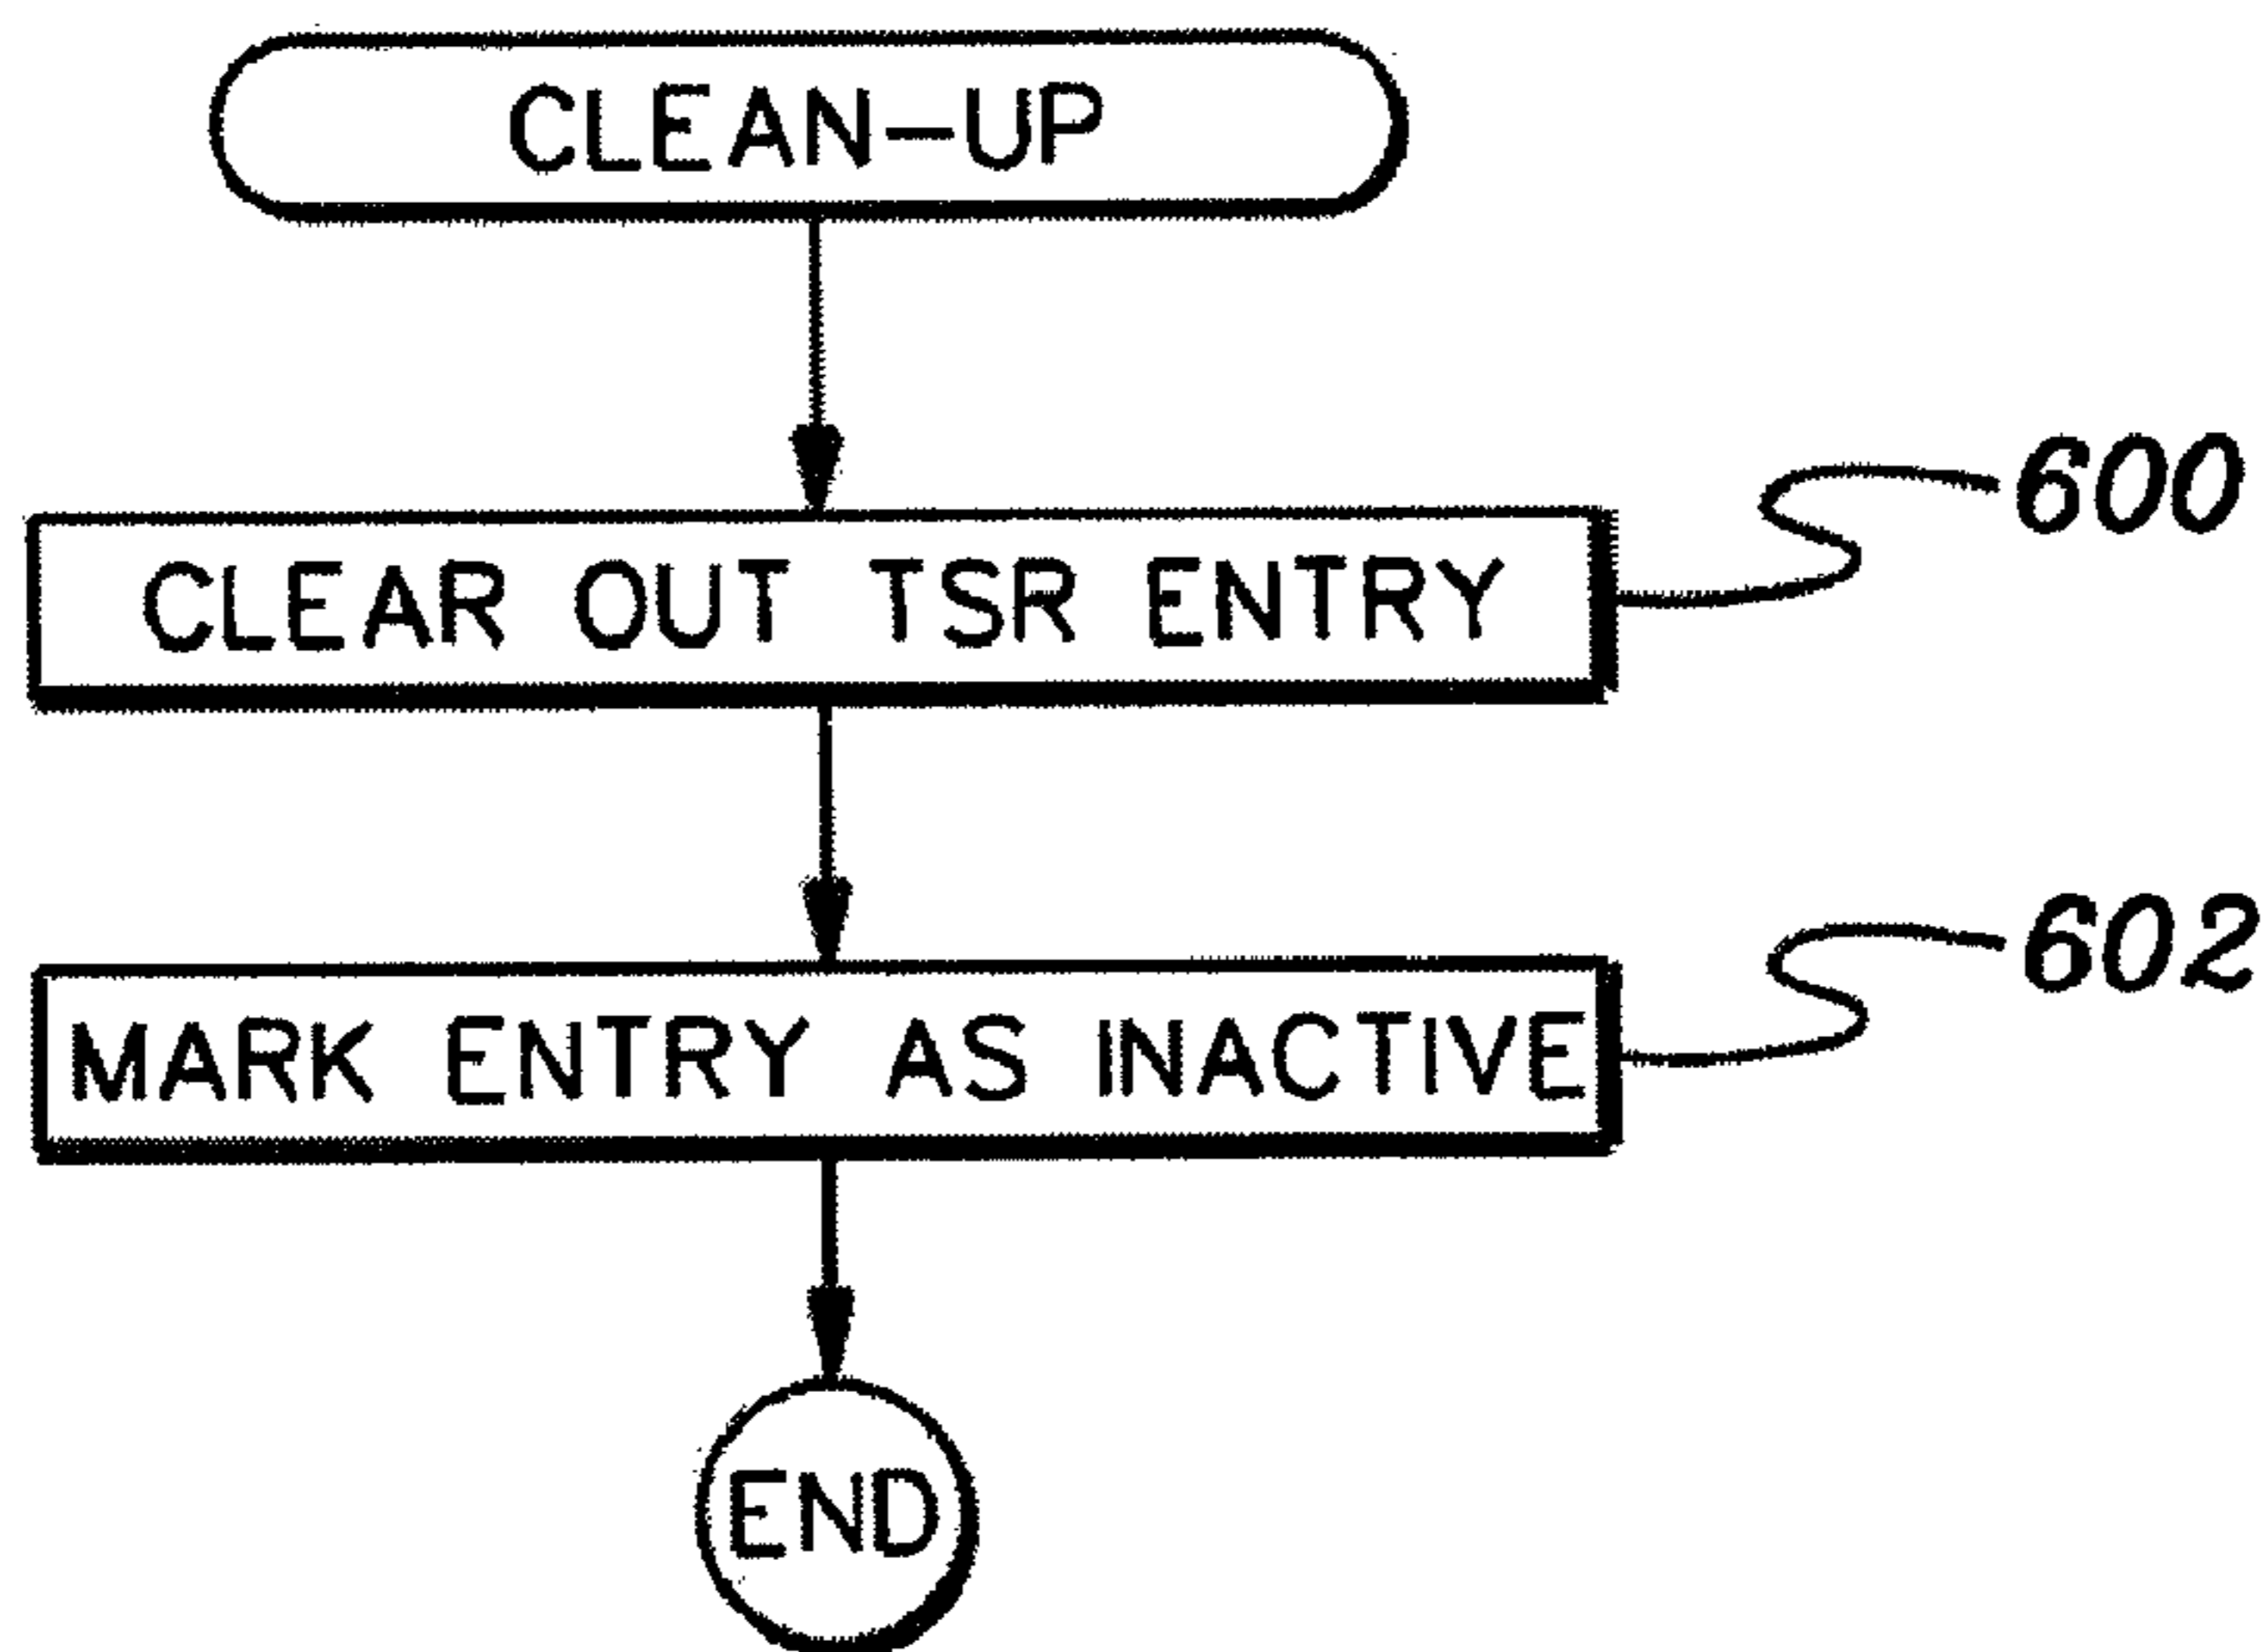 CLEAN-UP
600
CLEAR OUT TSR ENTRY
602
MARK ENTRY AS INACTIVE
END